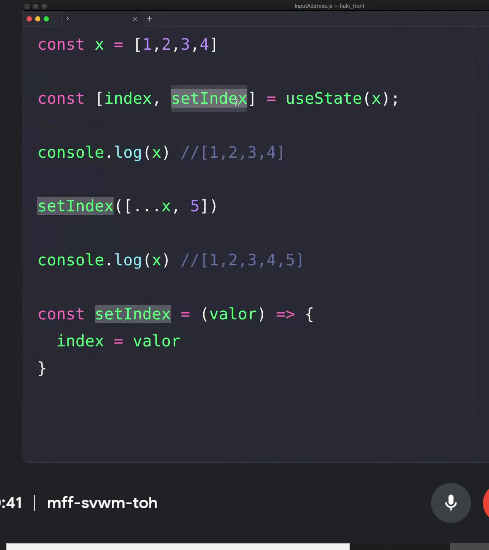 InputAddress.js — haki_front
const x = [1,2,3,4]
const [index, setIndex] = useState(x);
console.log(x) //[1,2,3,4]
setIndex([...x, 5])
console.log(x) //[1,2,3,4,5]
const setIndex = (valor) => {
index = valor
}
:41 | mff-svwm-toh